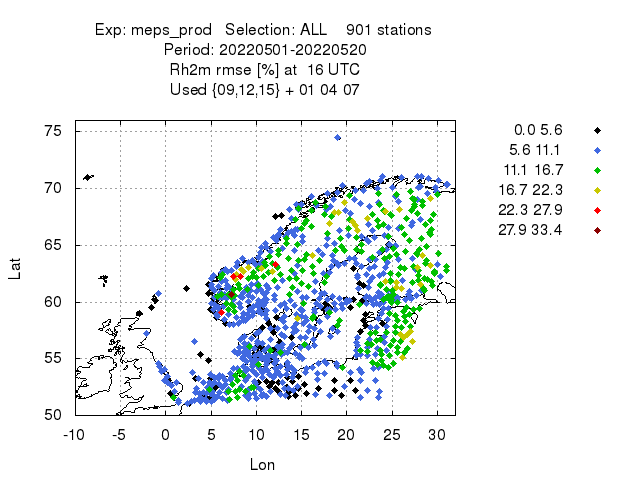 Exp: meps_prod   Selection: ALL    901 stations
Period: 20220501-20220520
Rh2m rmse [%] at  16 UTC
Used {09,12,15} + 01 04 07
0.0 5.6
5.6 11.1
11.1 16.7
16.7 22.3
22.3 27.9
27.9 33.4
75
70
65
60
55
50
Lat
-10 -5 0 5 10 15 20 25 30
Lon